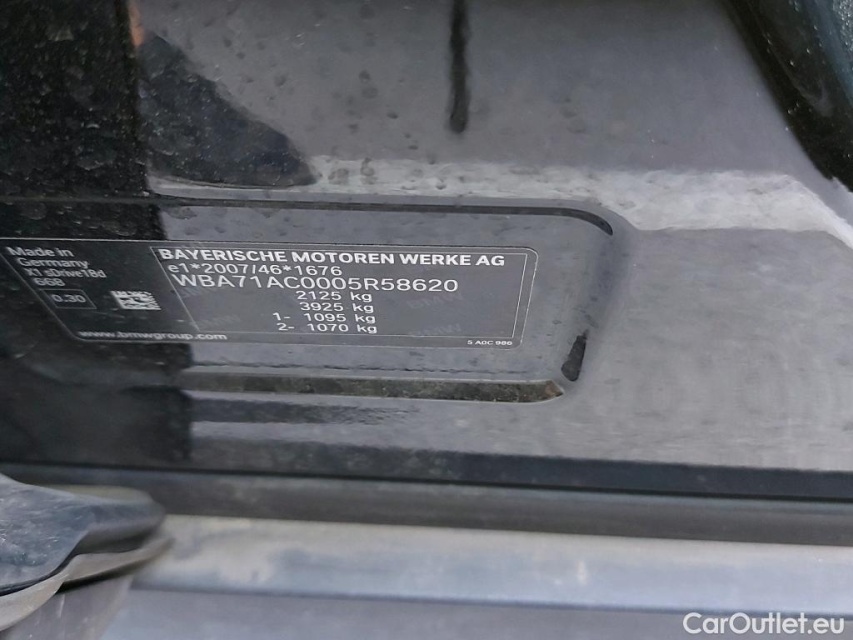 Made in
Germany
X1 sDrive18d
668
0.30
www.bmwgroup.com
BAYERISCHE MOTOREN WERKE AG
e1*2007/46*1676
WBA71AC0005R58620
2125 kg
3925 kg
1- 1095 kg
2- 1070 kg
5 A0C 986
CarOutlet.eu